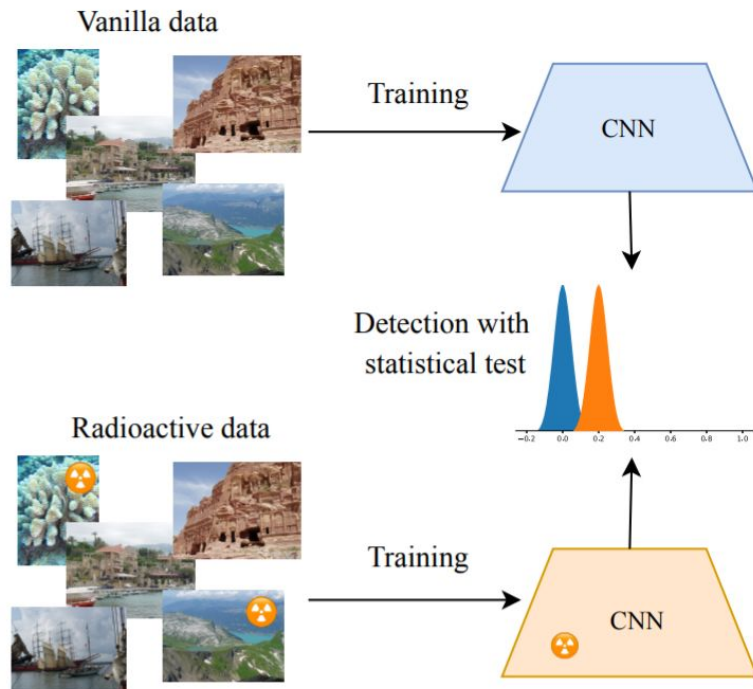 Vanilla data
Training
CNN
Detection with
statistical test
−0.2 0.0 0.2 0.4 0.6 0.8 1.0
Radioactive data
Training
CNN